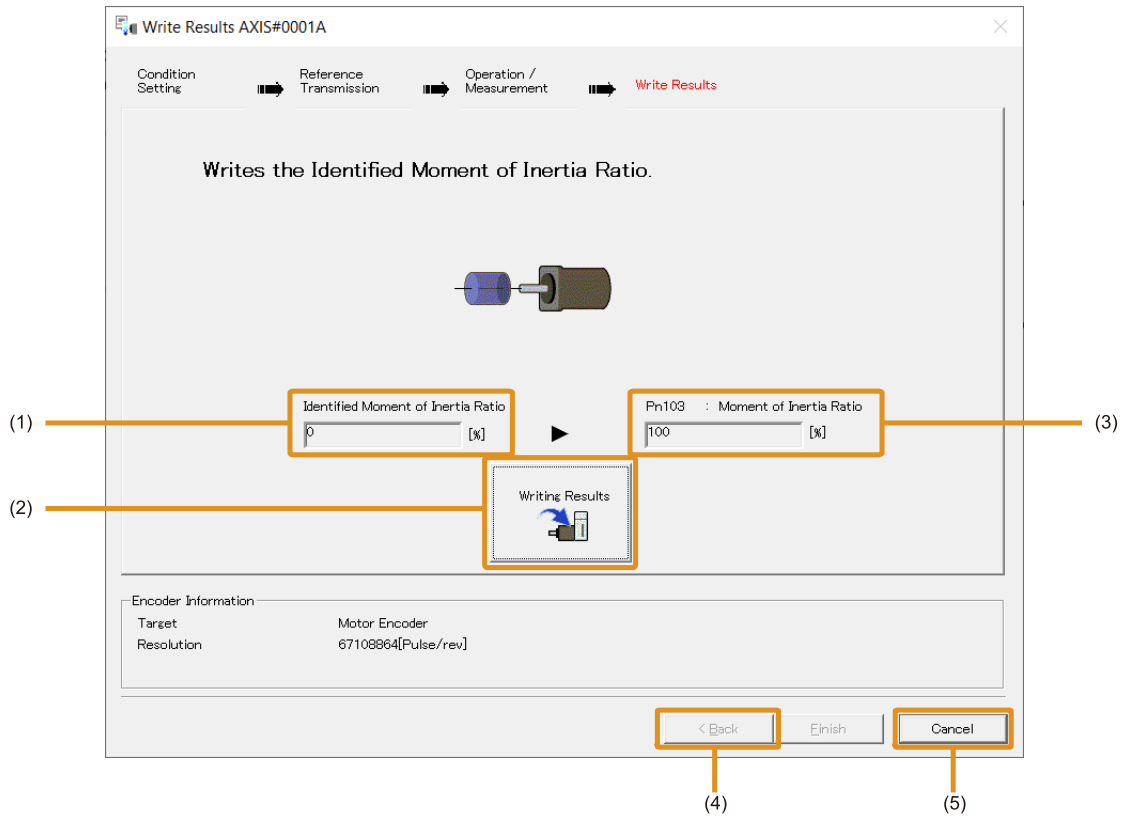 Write Results AXIS#0001A
Condition
Setting
Reference
Transmission
Operation /
Measurement
Write Results
Writes the Identified Moment of Inertia Ratio.
Identified Moment of Inertia Ratio
0 [%]
Pn103 : Moment of Inertia Ratio
100 [%]
(1)
(3)
(2)
Writing Results
Encoder Information
Target Motor Encoder
Resolution 67108864[Pulse/rev]
< Back Finish Cancel
(4) (5)